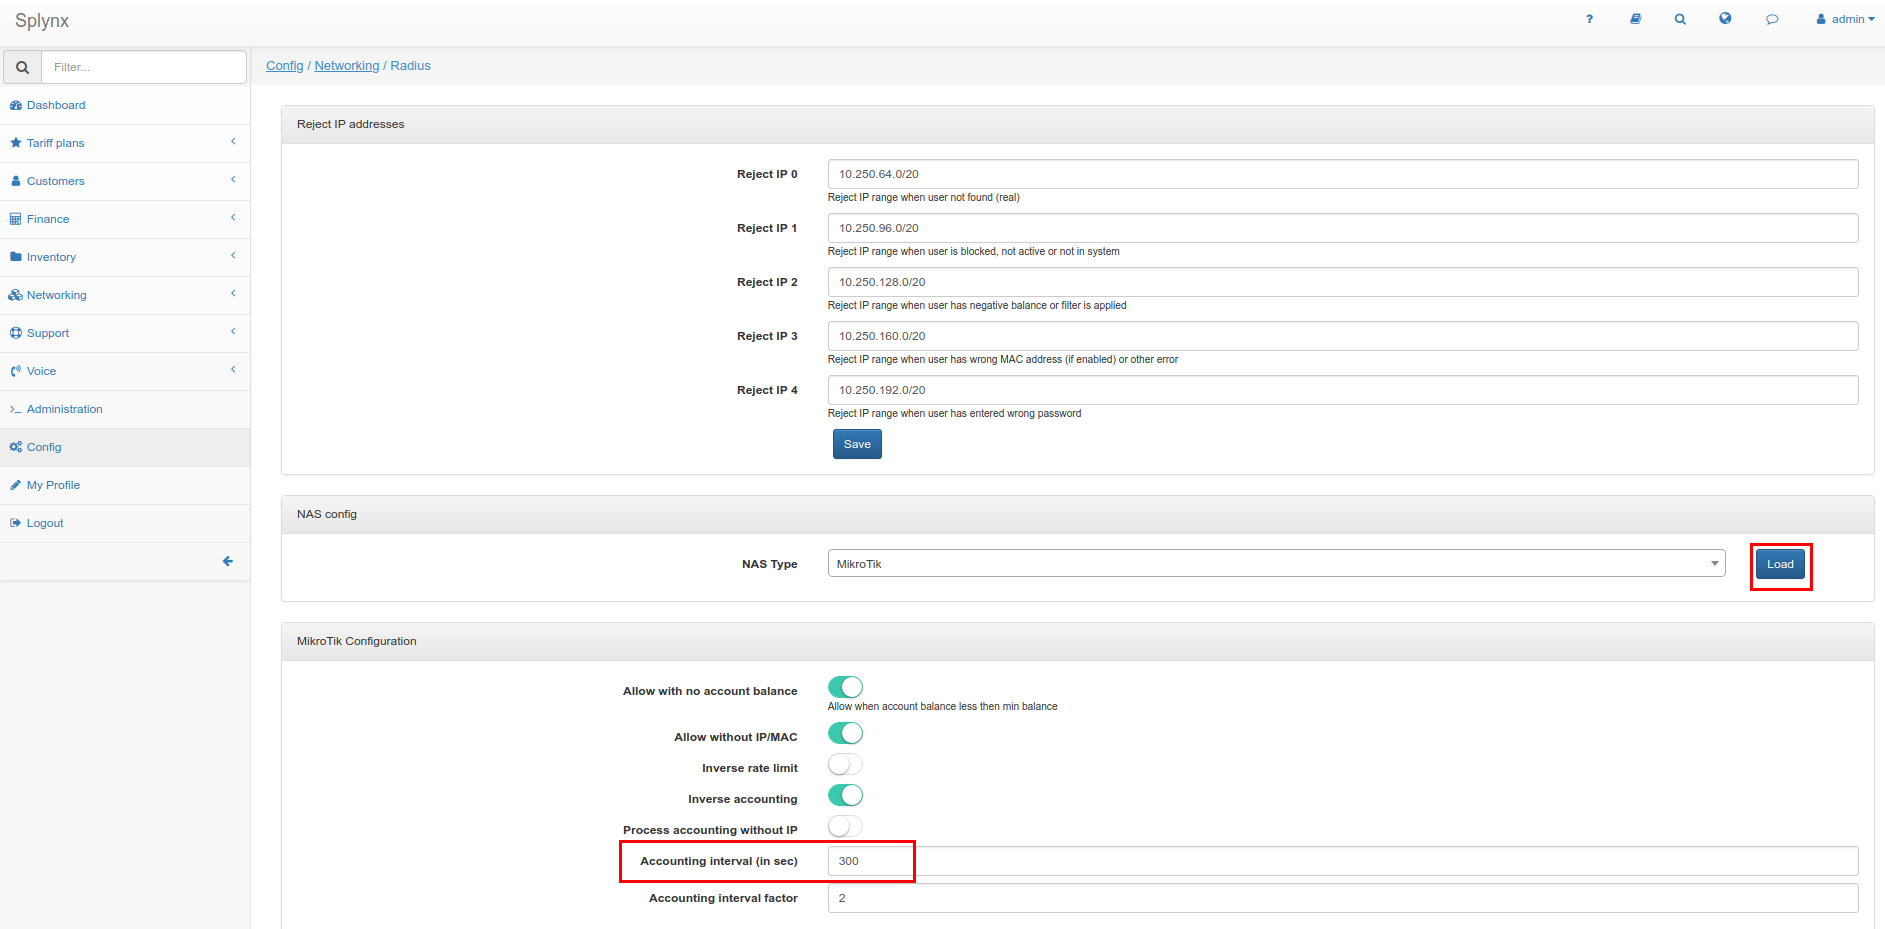 Splynx
?
admin
Filter...
Config / Networking / Radius
Dashboard
Tariff plans
Customers
Finance
Inventory
Networking
Support
Voice
Administration
Config
My Profile
Logout
Reject IP addresses
Reject IP 0
10.250.64.0/20
Reject IP range when user not found (real)
Reject IP 1
10.250.96.0/20
Reject IP range when user is blocked, not active or not in system
Reject IP 2
10.250.128.0/20
Reject IP range when user has negative balance or filter is applied
Reject IP 3
10.250.160.0/20
Reject IP range when user has wrong MAC address (if enabled) or other error
Reject IP 4
10.250.192.0/20
Reject IP range when user has entered wrong password
Save
NAS config
NAS Type
MikroTik
Load
MikroTik Configuration
Allow with no account balance
Allow when account balance less then min balance
Allow without IP/MAC
Inverse rate limit
Inverse accounting
Process accounting without IP
Accounting interval (in sec)
300
Accounting interval factor
2